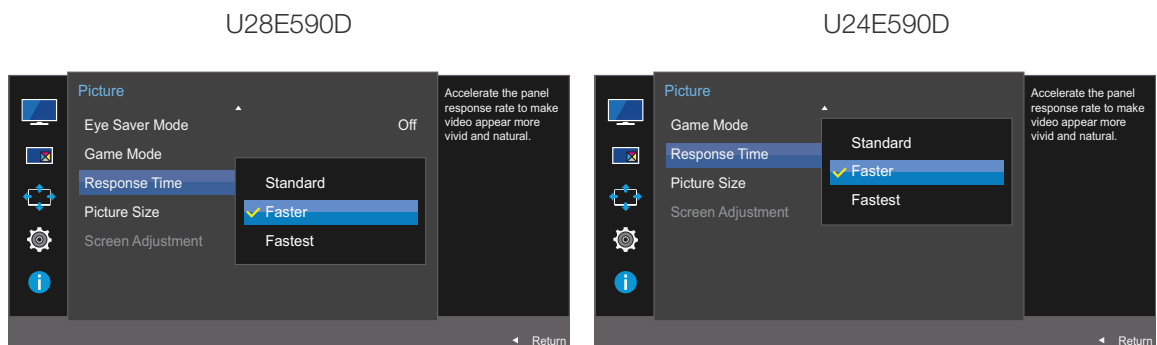 U28E590D
Picture
Eye Saver Mode Off
Game Mode
Response Time
Picture Size
Screen Adjustment
Standard
Faster
Fastest
Accelerate the panel
response rate to make
video appear more
vivid and natural.
Return
U24E590D
Picture
Game Mode
Response Time
Picture Size
Screen Adjustment
Standard
Faster
Fastest
Accelerate the panel
response rate to make
video appear more
vivid and natural.
Return